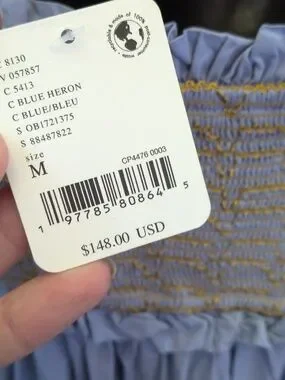 8130
V 057857
C 5413
C BLUE HERON
C BLUE/BLEU
S OB1721375
S 88487822
size
M
CP4476 0003
1 97785 80864 5
$148.00 USD